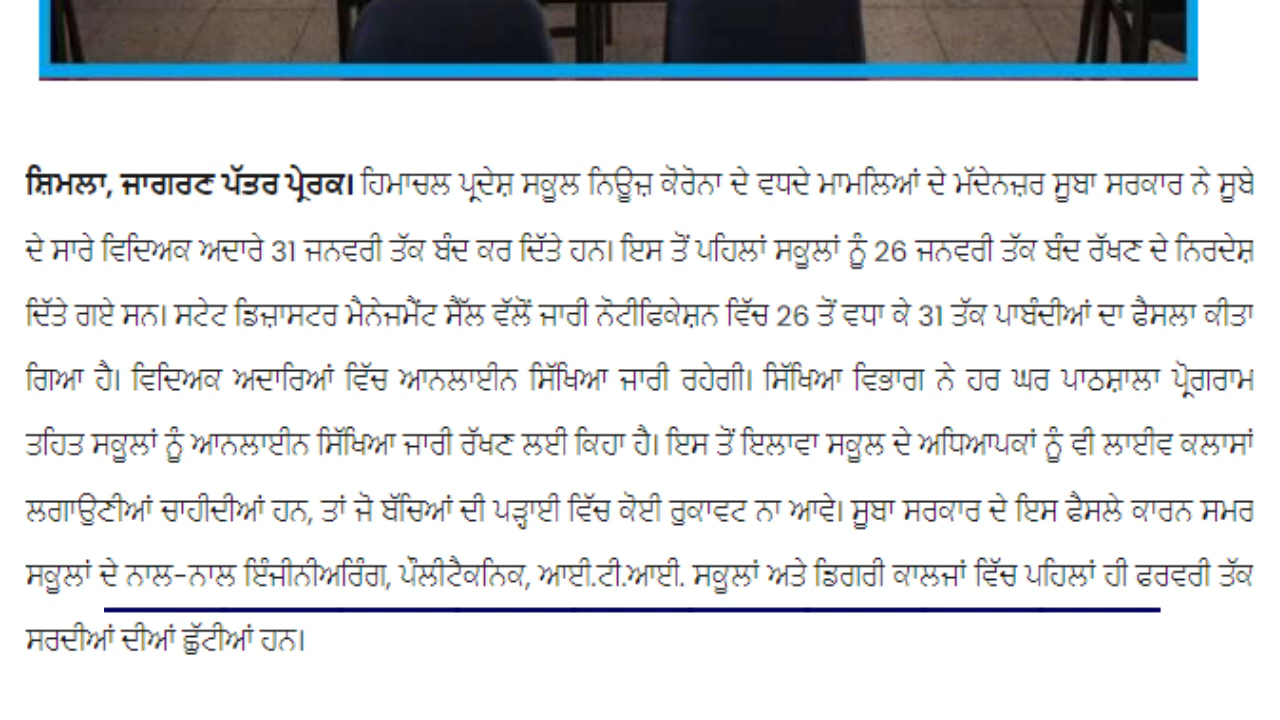 ਸ਼ਿਮਲਾ, ਜਾਗਰਣ ਪੱਤਰ ਪ੍ਰੇਰਕ। ਹਿਮਾਚਲ ਪ੍ਰਦੇਸ਼ ਸਕੂਲ ਨਿਊਜ਼ ਕੋਰੋਨਾ ਦੇ ਵਧਦੇ ਮਾਮਲਿਆਂ ਦੇ ਮੱਦੇਨਜ਼ਰ ਸੂਬਾ ਸਰਕਾਰ ਨੇ ਸੂਬੇ
ਦੇ ਸਾਰੇ ਵਿਦਿਅਕ ਅਦਾਰੇ 31 ਜਨਵਰੀ ਤੱਕ ਬੰਦ ਕਰ ਦਿੱਤੇ ਹਨ। ਇਸ ਤੋਂ ਪਹਿਲਾਂ ਸਕੂਲਾਂ ਨੂੰ 26 ਜਨਵਰੀ ਤੱਕ ਬੰਦ ਰੱਖਣ ਦੇ ਨਿਰਦੇਸ਼
ਦਿੱਤੇ ਗਏ ਸਨ। ਸਟੇਟ ਡਿਜ਼ਾਸਟਰ ਮੈਨੇਜਮੈਂਟ ਸੈੱਲ ਵੱਲੋਂ ਜਾਰੀ ਨੋਟੀਫਿਕੇਸ਼ਨ ਵਿੱਚ 26 ਤੋਂ ਵਧਾ ਕੇ 31 ਤੱਕ ਪਾਬੰਦੀਆਂ ਦਾ ਫੈਸਲਾ ਕੀਤਾ
ਗਿਆ ਹੈ। ਵਿਦਿਅਕ ਅਦਾਰਿਆਂ ਵਿੱਚ ਆਨਲਾਈਨ ਸਿੱਖਿਆ ਜਾਰੀ ਰਹੇਗੀ। ਸਿੱਖਿਆ ਵਿਭਾਗ ਨੇ ਹਰ ਘਰ ਪਾਠਸ਼ਾਲਾ ਪ੍ਰੋਗਰਾਮ
ਤਹਿਤ ਸਕੂਲਾਂ ਨੂੰ ਆਨਲਾਈਨ ਸਿੱਖਿਆ ਜਾਰੀ ਰੱਖਣ ਲਈ ਕਿਹਾ ਹੈ। ਇਸ ਤੋਂ ਇਲਾਵਾ ਸਕੂਲ ਦੇ ਅਧਿਆਪਕਾਂ ਨੂੰ ਵੀ ਲਾਈਵ ਕਲਾਸਾਂ
ਲਗਾਉਣੀਆਂ ਚਾਹੀਦੀਆਂ ਹਨ, ਤਾਂ ਜੋ ਬੱਚਿਆਂ ਦੀ ਪੜ੍ਹਾਈ ਵਿੱਚ ਕੋਈ ਰੁਕਾਵਟ ਨਾ ਆਵੇ। ਸੂਬਾ ਸਰਕਾਰ ਦੇ ਇਸ ਫੈਸਲੇ ਕਾਰਨ ਸਮਰ
ਸਕੂਲਾਂ ਦੇ ਨਾਲ-ਨਾਲ ਇੰਜੀਨੀਅਰਿੰਗ, ਪੌਲੀਟੈਕਨਿਕ, ਆਈ.ਟੀ.ਆਈ. ਸਕੂਲਾਂ ਅਤੇ ਡਿਗਰੀ ਕਾਲਜਾਂ ਵਿੱਚ ਪਹਿਲਾਂ ਹੀ ਫਰਵਰੀ ਤੱਕ
ਸਰਦੀਆਂ ਦੀਆਂ ਛੁੱਟੀਆਂ ਹਨ।